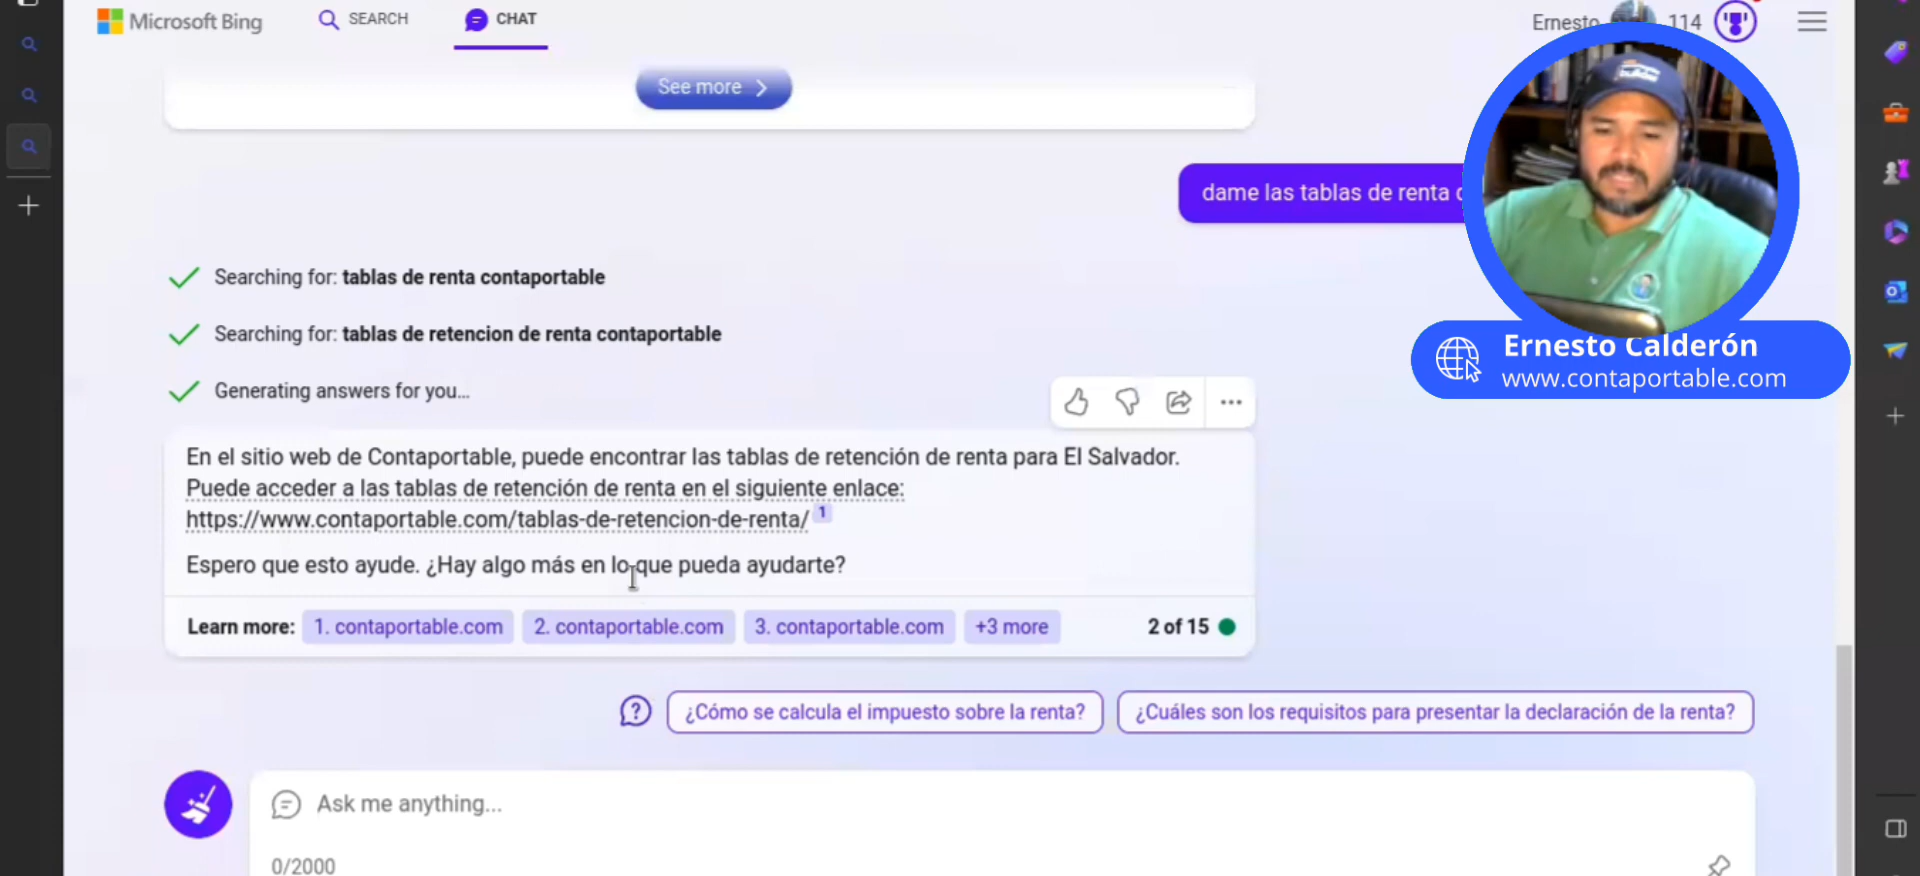 Microsoft Bing
SEARCH
CHAT
Ernesto
114
See more
dame las tablas de renta
Searching for: tablas de renta contaportable
Searching for: tablas de retencion de renta contaportable
Generating answers for you...
En el sitio web de Contaportable, puede encontrar las tablas de retención de renta para El Salvador.
Puede acceder a las tablas de retención de renta en el siguiente enlace:
https://www.contaportable.com/tablas-de-retencion-de-renta/ 1
Espero que esto ayude. ¿Hay algo más en lo que pueda ayudarte?
Learn more: 1. contaportable.com 2. contaportable.com 3. contaportable.com +3 more 2 of 15
¿Cómo se calcula el impuesto sobre la renta? ¿Cuáles son los requisitos para presentar la declaración de la renta?
Ask me anything...
0/2000
Ernesto Calderón
www.contaportable.com